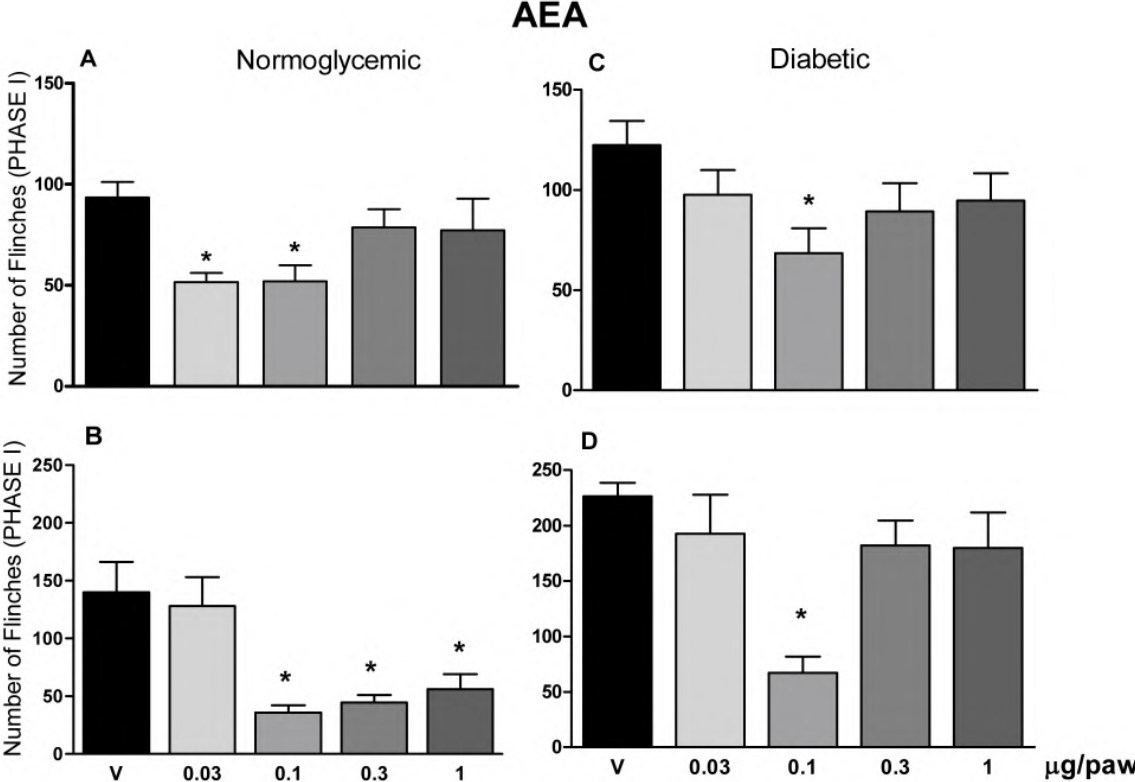 AEA
A
Normoglycemic
Number of Flinches (PHASE I)
150
100
50
0
*
*
C
Diabetic
150
100
50
0
*
B
Number of Flinches (PHASE I)
250
200
150
100
50
0
*
*
*
V 0.03 0.1 0.3 1
D
250
200
150
100
50
0
*
V 0.03 0.1 0.3 1 µg/paw